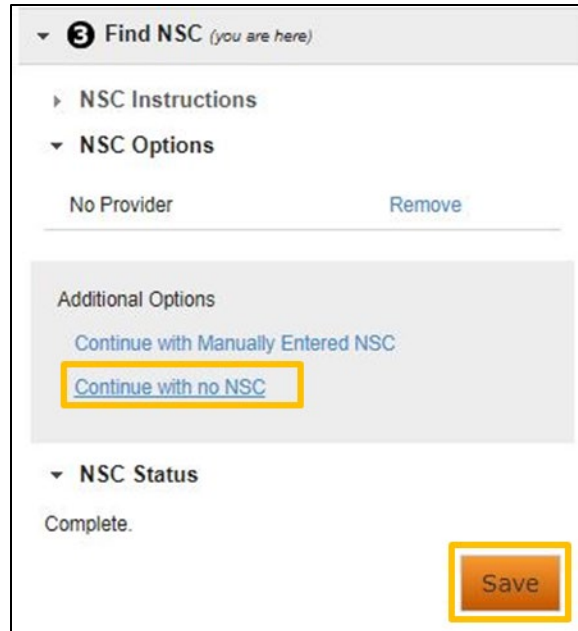 3 Find NSC (you are here)
NSC Instructions
NSC Options
No Provider Remove
Additional Options
Continue with Manually Entered NSC
Continue with no NSC
NSC Status
Complete.
Save